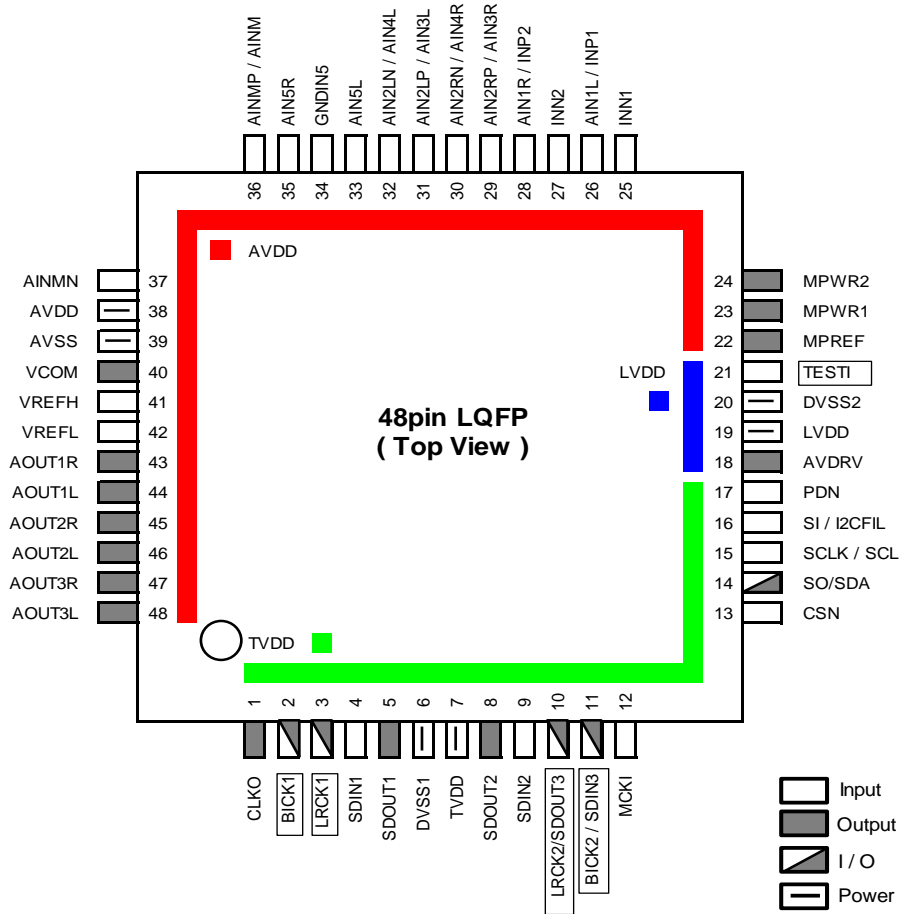 AINMP / AINM
AIN5R
GNDIN5
AIN5L
AIN2LN / AIN4L
AIN2LP / AIN3L
AIN2RN / AIN4R
AIN2RP / AIN3R
AIN1R / INP2
INN2
AIN1L / INP1
INN1
36
35
34
33
32
31
30
29
28
27
26
25
AVDD
AINMN 37
AVDD 38
AVSS 39
VCOM 40
VREFH 41
VREFL 42
AOUT1R 43
AOUT1L 44
AOUT2R 45
AOUT2L 46
AOUT3R 47
AOUT3L 48
24 MPWR2
23 MPWR1
22 MPREF
21 TESTI
20 DVSS2
19 LVDD
18 AVDRV
17 PDN
16 SI / I2CFIL
15 SCLK / SCL
14 SO/SDA
13 CSN
LVDD
48pin LQFP
( Top View )
TVDD
1
2
3
4
5
6
7
8
9
10
11
12
CLKO
BICK1
LRCK1
SDIN1
SDOUT1
DVSS1
TVDD
SDOUT2
SDIN2
LRCK2/SDOUT3
BICK2 / SDIN3
MCKI
Input
Output
I / O
Power